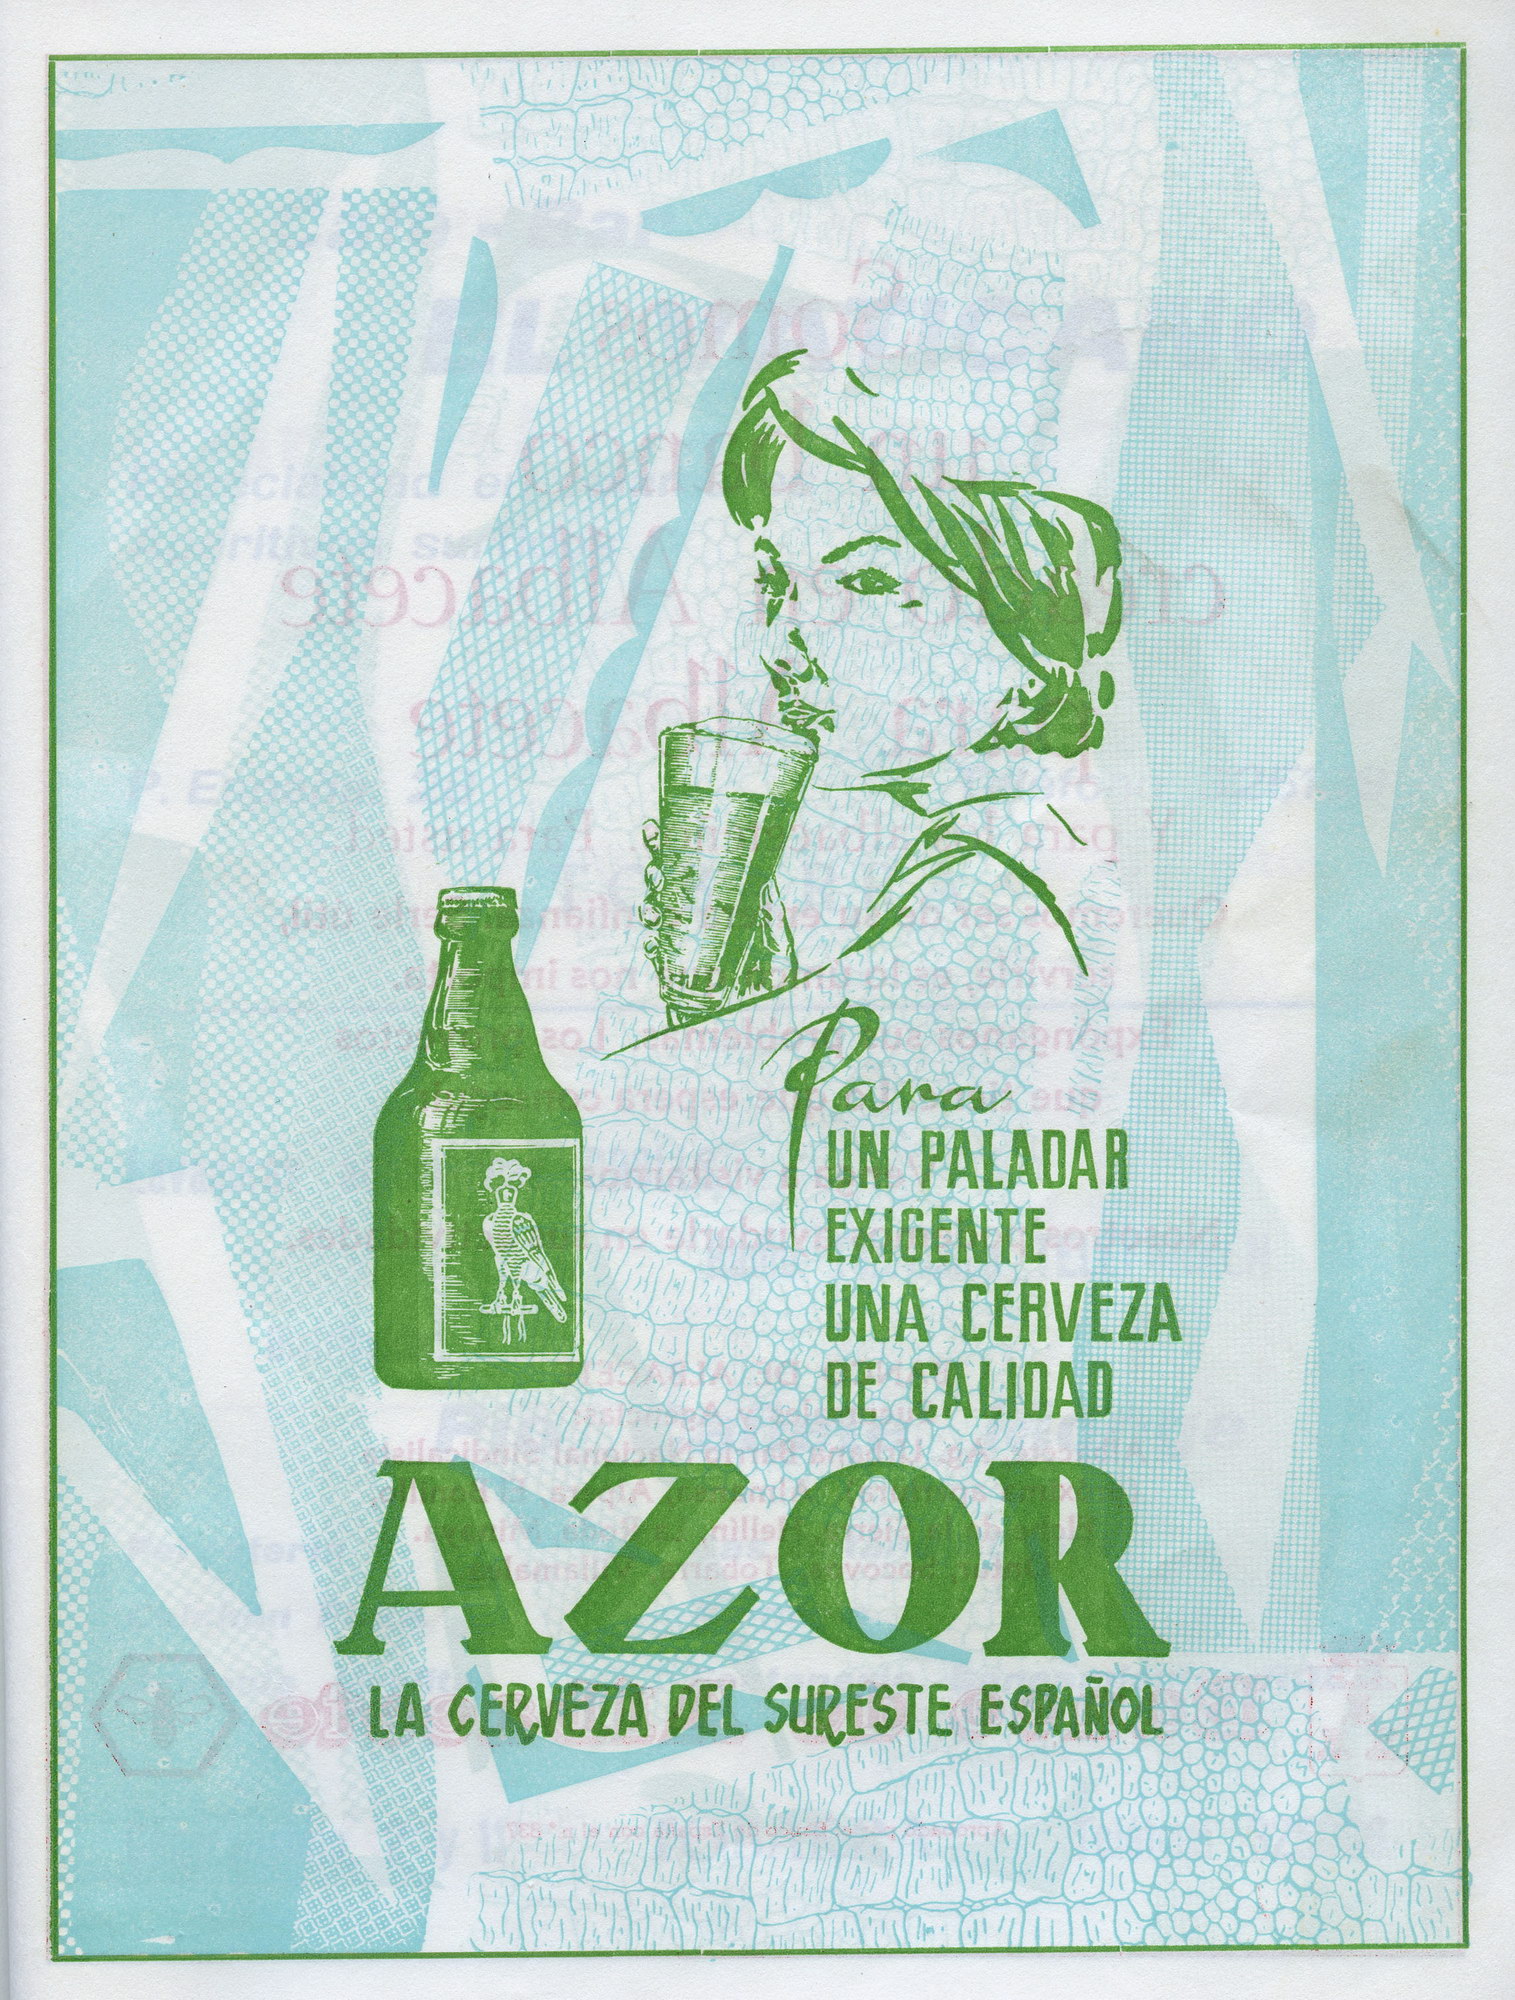 Para
UN PALADAR
EXIGENTE
UNA CERVEZA
DE CALIDAD
AZOR
LA CERVEZA DEL SURESTE ESPAÑOL